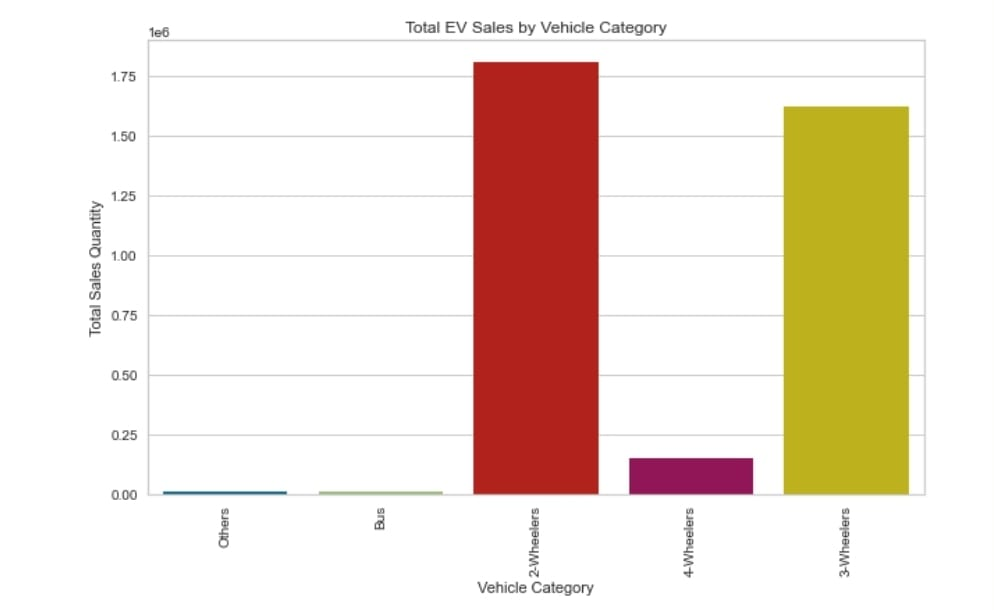 Total EV Sales by Vehicle Category
1e6
1.75
1.50
1.25
1.00
0.75
0.50
0.25
0.00
Total Sales Quantity
Others
Bus
2-Wheelers
4-Wheelers
3-Wheelers
Vehicle Category